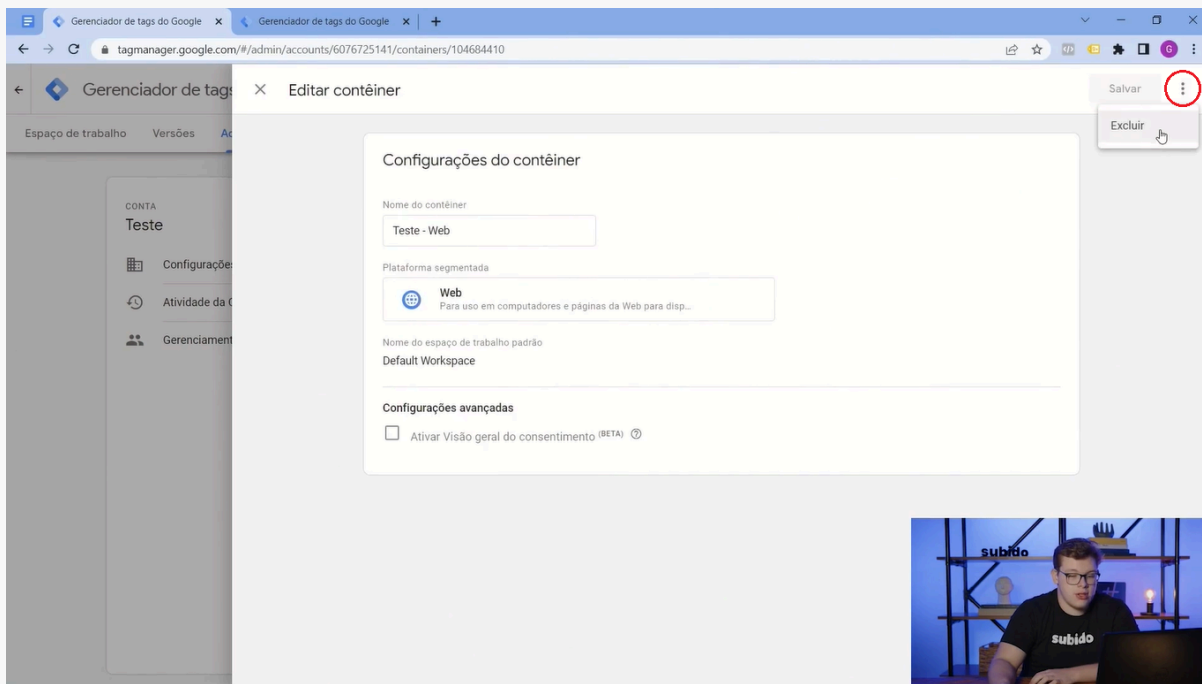 Gerenciador de tags do Google
Gerenciador de tags do Google
tagmanager.google.com/#/admin/accounts/6076725141/containers/104684410
G
Gerenciador de tags
Editar contêiner
Salvar
Excluir
Espaço de trabalho
Versões
Ad
CONTA
Teste
Configurações
Atividade da C
Gerenciament
Configurações do contêiner
Nome do contêiner
Teste - Web
Plataforma segmentada
Web
Para uso em computadores e páginas da Web para disp...
Nome do espaço de trabalho padrão
Default Workspace
Configurações avançadas
Ativar Visão geral do consentimento (BETA)
subido
subido